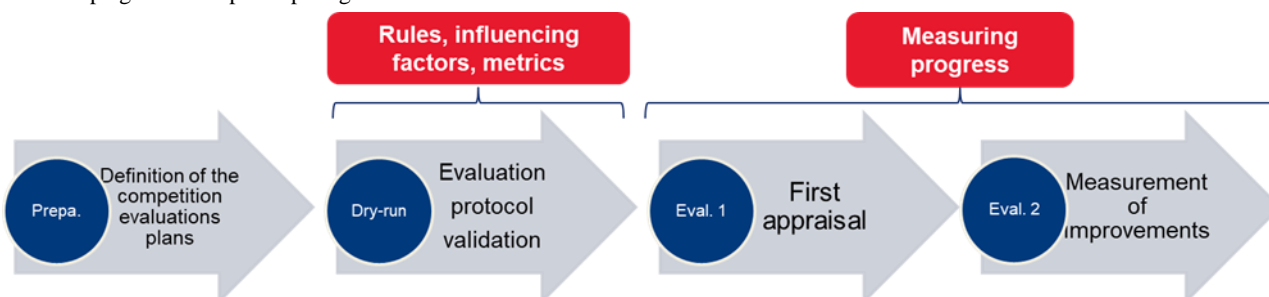 Rules, influencing
factors, metrics
Measuring
progress
Prepa.
Definition of the
competition
evaluations
plans
Dry-run
Evaluation
protocol
validation
Eval. 1
First
appraisal
Eval. 2
Measurement
of
improvements